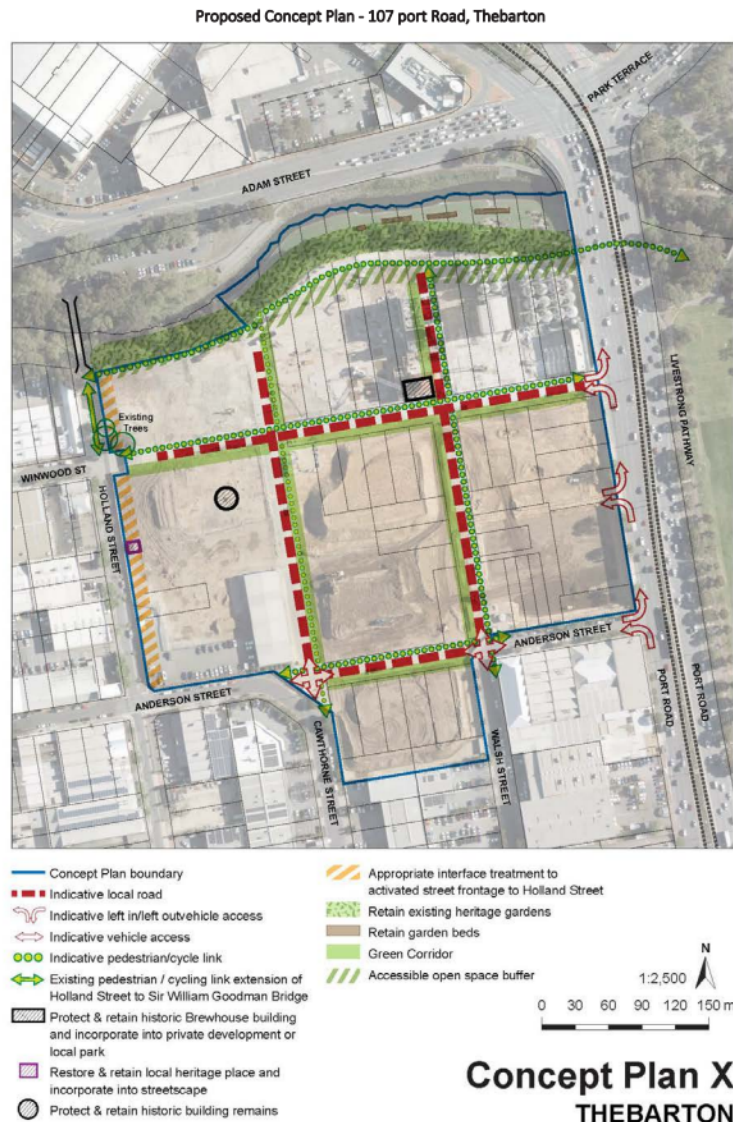 Proposed Concept Plan - 107 port Road, Thebarton
PARK TERRACE
ADAM STREET
LIVESTRONG PATHWAY
Existing
Trees
WINWOOD ST
HOLLAND STREET
ANDERSON STREET
ANDERSON STREET
CAWTHORNE STREET
WALSH STREET
PORT ROAD
PORT ROAD
Concept Plan boundary
Indicative local road
Indicative left in/left outvehicle access
Indicative vehicle access
Indicative pedestrian/cycle link
Existing pedestrian / cycling link extension of
Holland Street to Sir William Goodman Bridge
Protect & retain historic Brewhouse building
and incorporate into private development or
local park
Restore & retain local heritage place and
incorporate into streetscape
Protect & retain historic building remains
Appropriate interface treatment to
activated street frontage to Holland Street
Retain existing heritage gardens
Retain garden beds
Green Corridor
Accessible open space buffer
N
1:2,500
0 30 60 90 120 150 m
Concept Plan X
THEBARTON